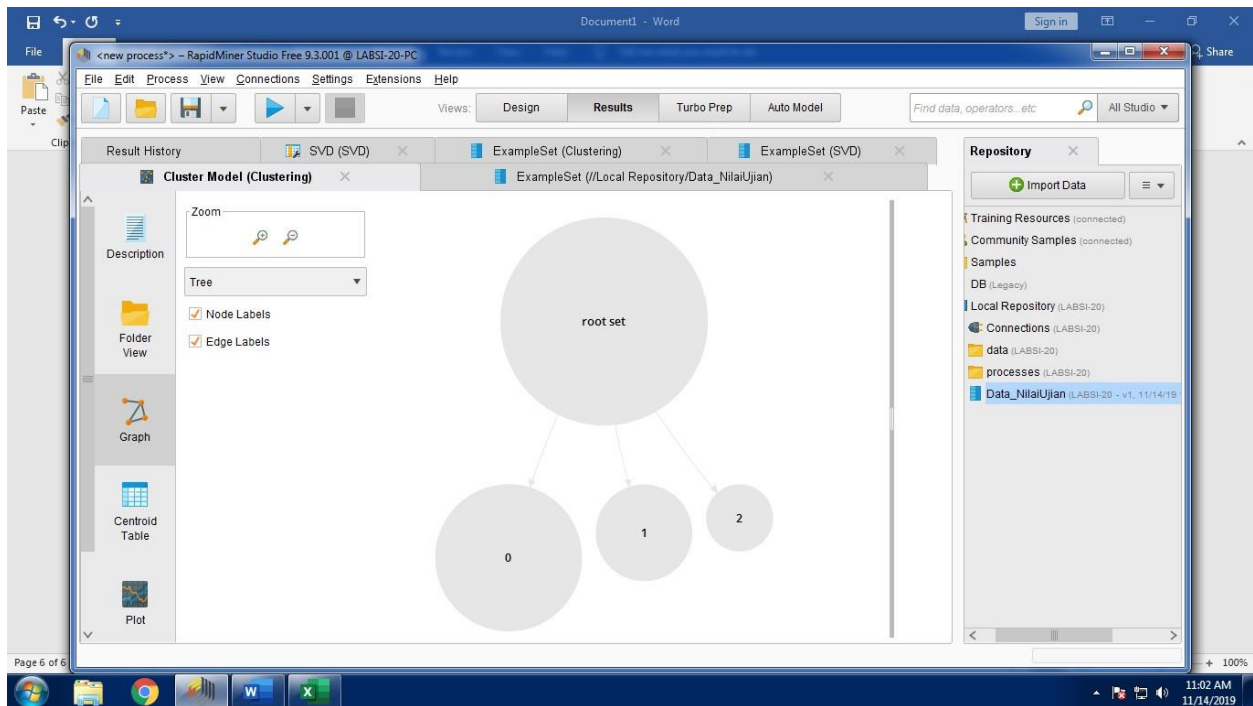 Document1 - Word
Sign in
File
Share
<new process*> – RapidMiner Studio Free 9.3.001 @ LABSI-20-PC
File Edit Process View Connections Settings Extensions Help
Paste
Views: Design Results Turbo Prep Auto Model
Find data, operators...etc
All Studio
Clip
Result History
SVD (SVD)
ExampleSet (Clustering)
ExampleSet (SVD)
Cluster Model (Clustering)
ExampleSet (//Local Repository/Data_NilaiUjian)
Description
Folder
View
Graph
Centroid
Table
Plot
Zoom
Tree
Node Labels
Edge Labels
root set
0
1
2
Repository
Import Data
Training Resources (connected)
Community Samples (connected)
Samples
DB (Legacy)
Local Repository (LABSI-20)
Connections (LABSI-20)
data (LABSI-20)
processes (LABSI-20)
Data_NilaiUjian (LABSI-20 - v1, 11/14/19
Page 6 of 6
100%
11:02 AM
11/14/2019